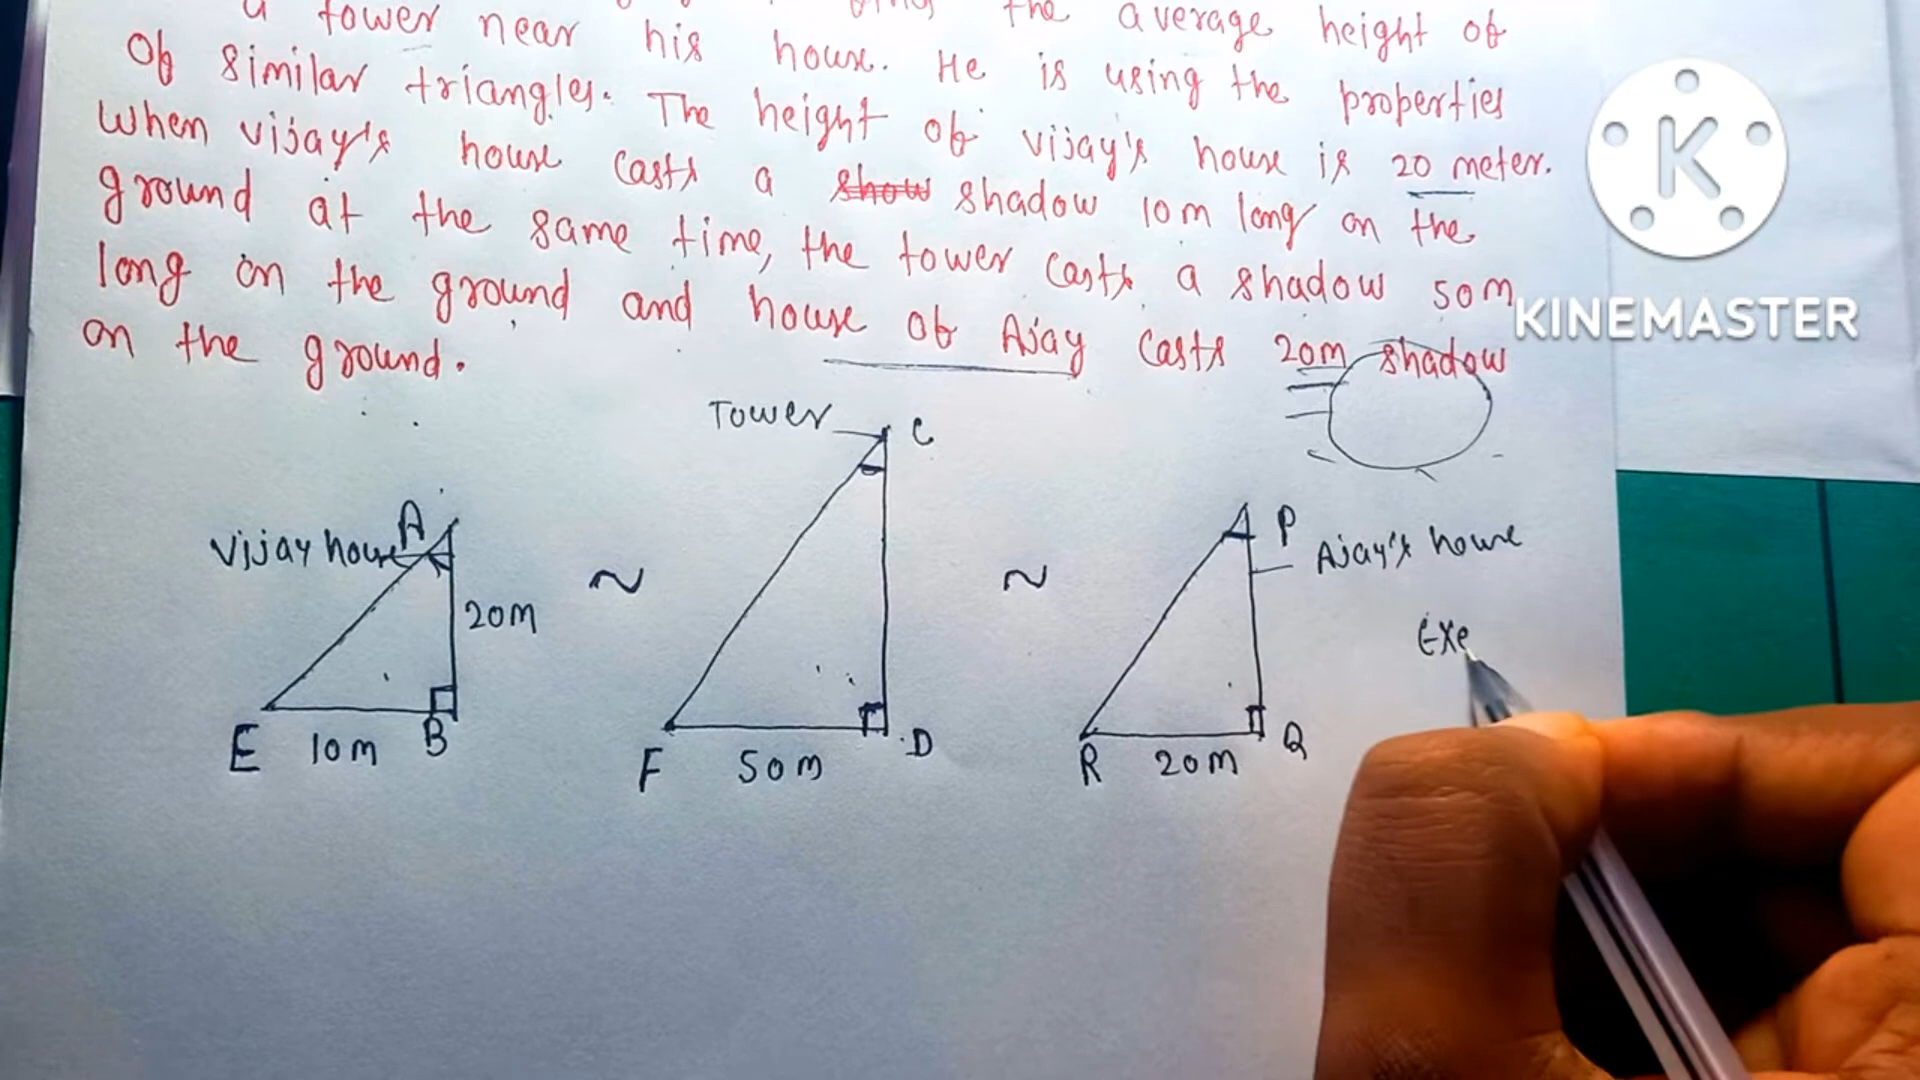 a tower near his house. He is using the properties
the average height of
of similar triangles. The height of vijay's house is 20 meter.
When vijay's house casts a show shadow 10m long on the
ground at the same time, the tower casts a shadow 50m
long on the ground and house of Ajay casts 20m shadow
on the ground.
K
KINEMASTER
Tower C
Vijay house A
20m
~
~
P Ajay's house
Exe
E 10m B
F 50m D
R 20m Q